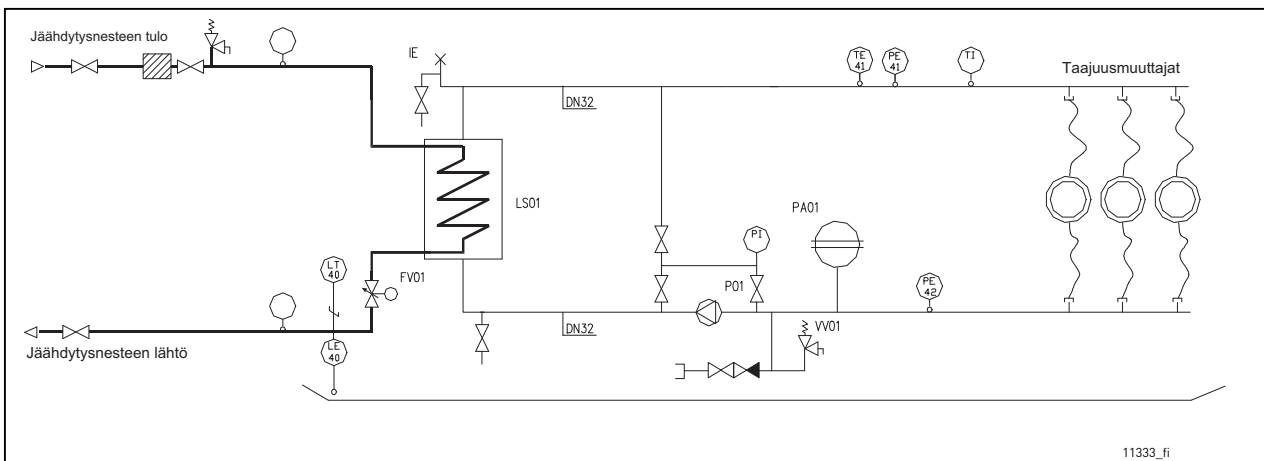 Jäähdytysnesteen tulo
IE
TE
41
PE
41
TI
Taajuusmuuttajat
DN32
LS01
PA01
PI
LT
40
FV01
P01
PE
42
DN32
VV01
Jäähdytysnesteen lähtö
LE
40
11333_fi